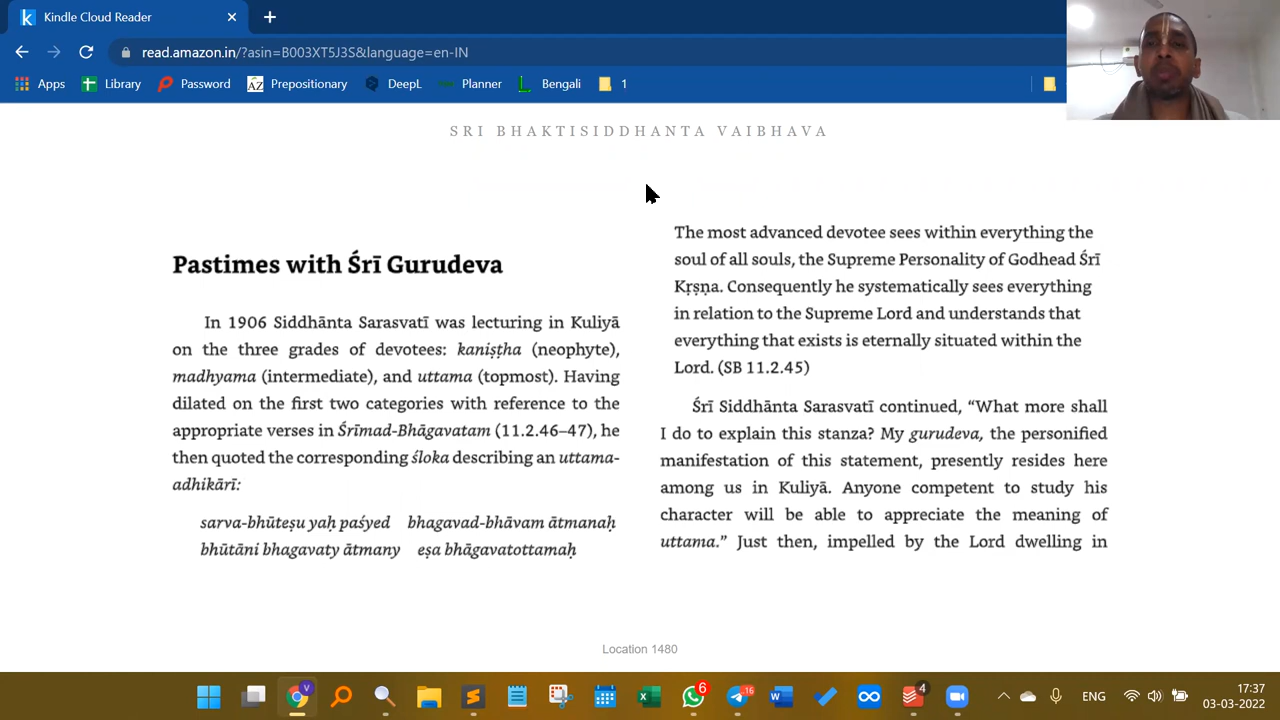 Kindle Cloud Reader
read.amazon.in/?asin=B003XT5J3S&language=en-IN
Apps Library Password Prepositionary DeepL Planner Bengali 1
SRI BHAKTISIDDHANTA VAIBHAVA
Pastimes with Śrī Gurudeva
In 1906 Siddhānta Sarasvatī was lecturing in Kuliyā
on the three grades of devotees: kaniṣṭha (neophyte),
madhyama (intermediate), and uttama (topmost). Having
dilated on the first two categories with reference to the
appropriate verses in Śrīmad-Bhāgavatam (11.2.46–47), he
then quoted the corresponding śloka describing an uttama-
adhikārī:
sarva-bhūteṣu yaḥ paśyed bhagavad-bhāvam ātmanaḥ
bhūtāni bhagavaty ātmany eṣa bhāgavatottamaḥ
The most advanced devotee sees within everything the
soul of all souls, the Supreme Personality of Godhead Śrī
Kṛṣṇa. Consequently he systematically sees everything
in relation to the Supreme Lord and understands that
everything that exists is eternally situated within the
Lord. (SB 11.2.45)
Śrī Siddhānta Sarasvatī continued, “What more shall
I do to explain this stanza? My gurudeva, the personified
manifestation of this statement, presently resides here
among us in Kuliyā. Anyone competent to study his
character will be able to appreciate the meaning of
uttama.” Just then, impelled by the Lord dwelling in
Location 1480
V 6 .16 4 ENG 17:37
03-03-2022